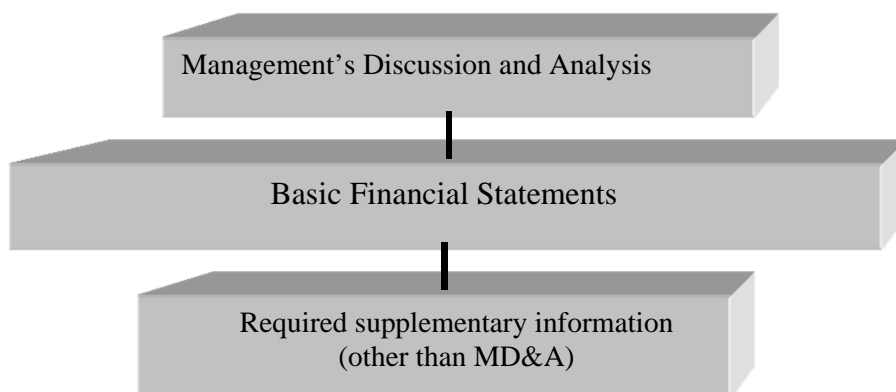 Management’s Discussion and Analysis
Basic Financial Statements
Required supplementary information
(other than MD&A)